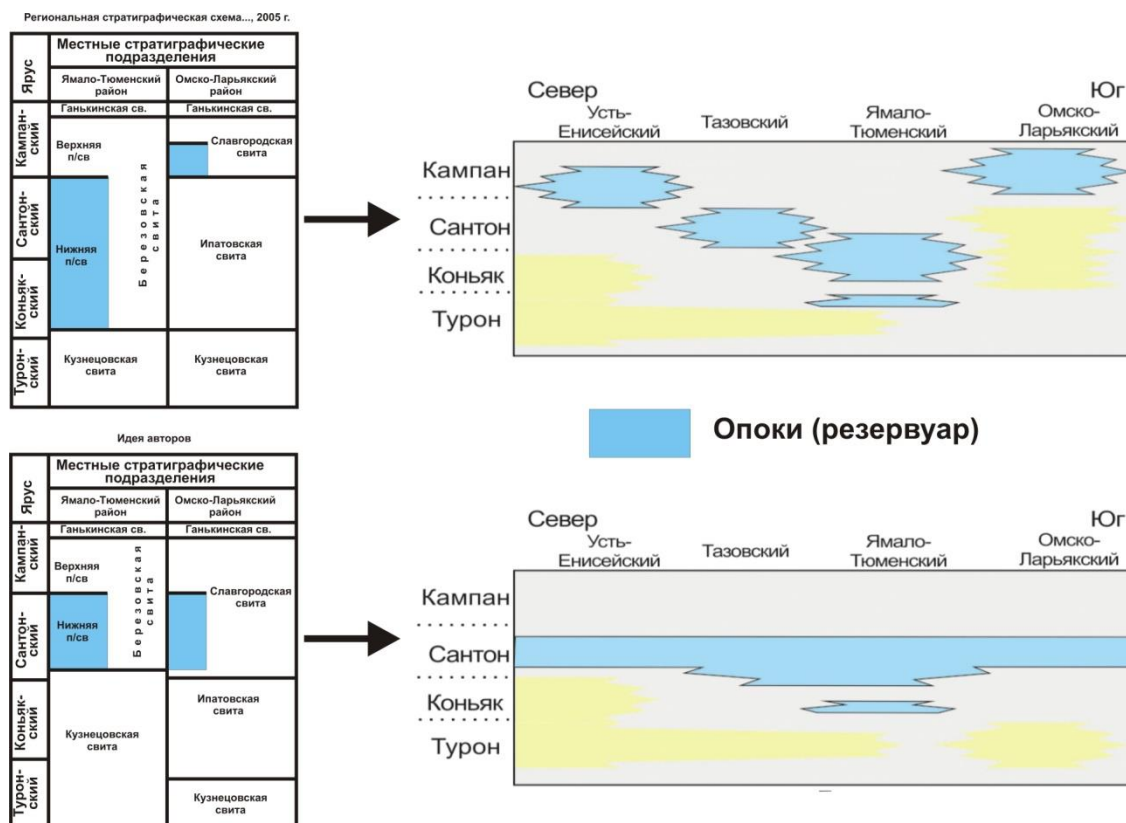 Региональная стратиграфическая схема..., 2005 г.
Ярус
Местные стратиграфические
подразделения
Ямало-Тюменский
район
Омско-Ларьякский
район
Ганькинская св.
Ганькинская св.
Кампан-
ский
Верхняя
п/св
Березовская
свита
Славгородская
свита
Сантон-
ский
Нижняя
п/св
Ипатовская
свита
Коньяк-
ский
Турон-
ский
Кузнецовская
свита
Кузнецовская
свита
Север
Юг
Усть-
Енисейский
Тазовский
Ямало-
Тюменский
Омско-
Ларьякский
Кампан
Сантон
Коньяк
Турон
Опоки (резервуар)
Идея авторов
Ярус
Местные стратиграфические
подразделения
Ямало-Тюменский
район
Омско-Ларьякский
район
Ганькинская св.
Ганькинская св.
Кампан-
ский
Верхняя
п/св
Березовская
свита
Славгородская
свита
Сантон-
ский
Нижняя
п/св
Коньяк-
ский
Кузнецовская
свита
Ипатовская
свита
Турон-
ский
Кузнецовская
свита
Север
Юг
Усть-
Енисейский
Тазовский
Ямало-
Тюменский
Омско-
Ларьякский
Кампан
Сантон
Коньяк
Турон